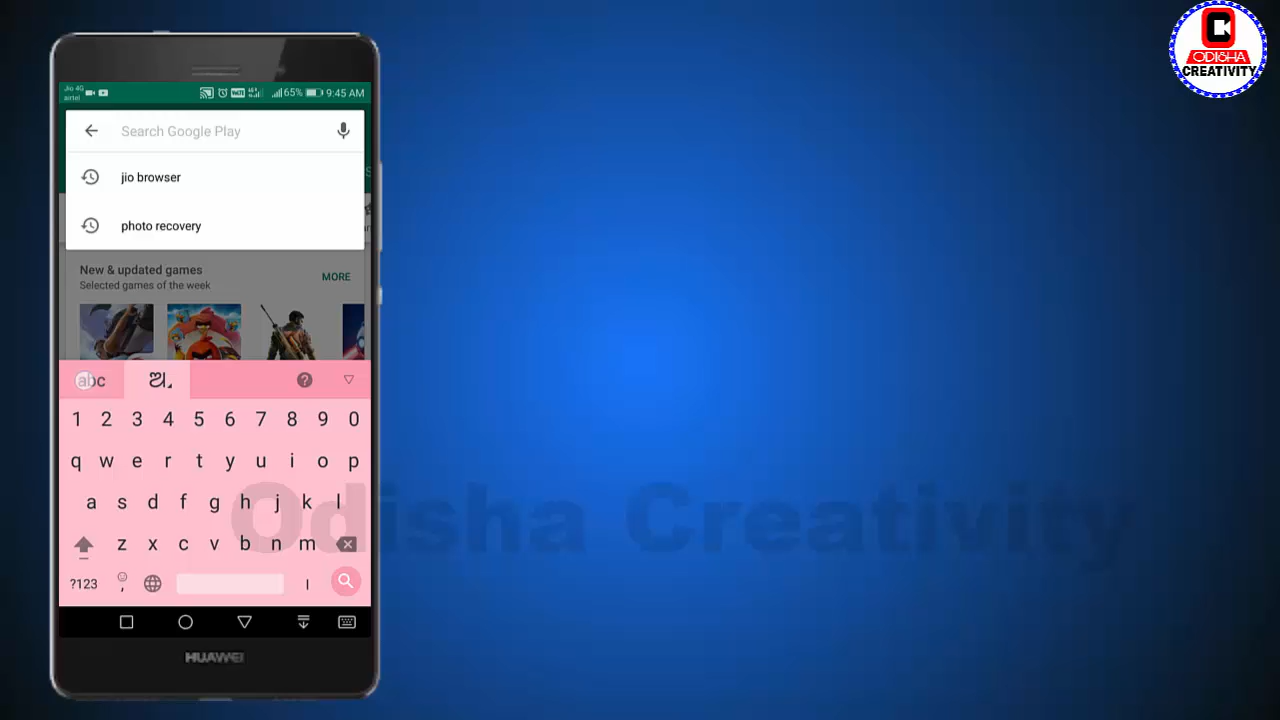 ODISHA
CREATIVITY
Jio 4G
airtel
65%
9:45 AM
Search Google Play
jio browser
photo recovery
New & updated games
MORE
Selected games of the week
abc
ଅ
1 2 3 4 5 6 7 8 9 0
q w e r t y u i o p
a s d f g h j k l
z x c v b n m
?123 , ।
Odisha Creativity
HUAWEI